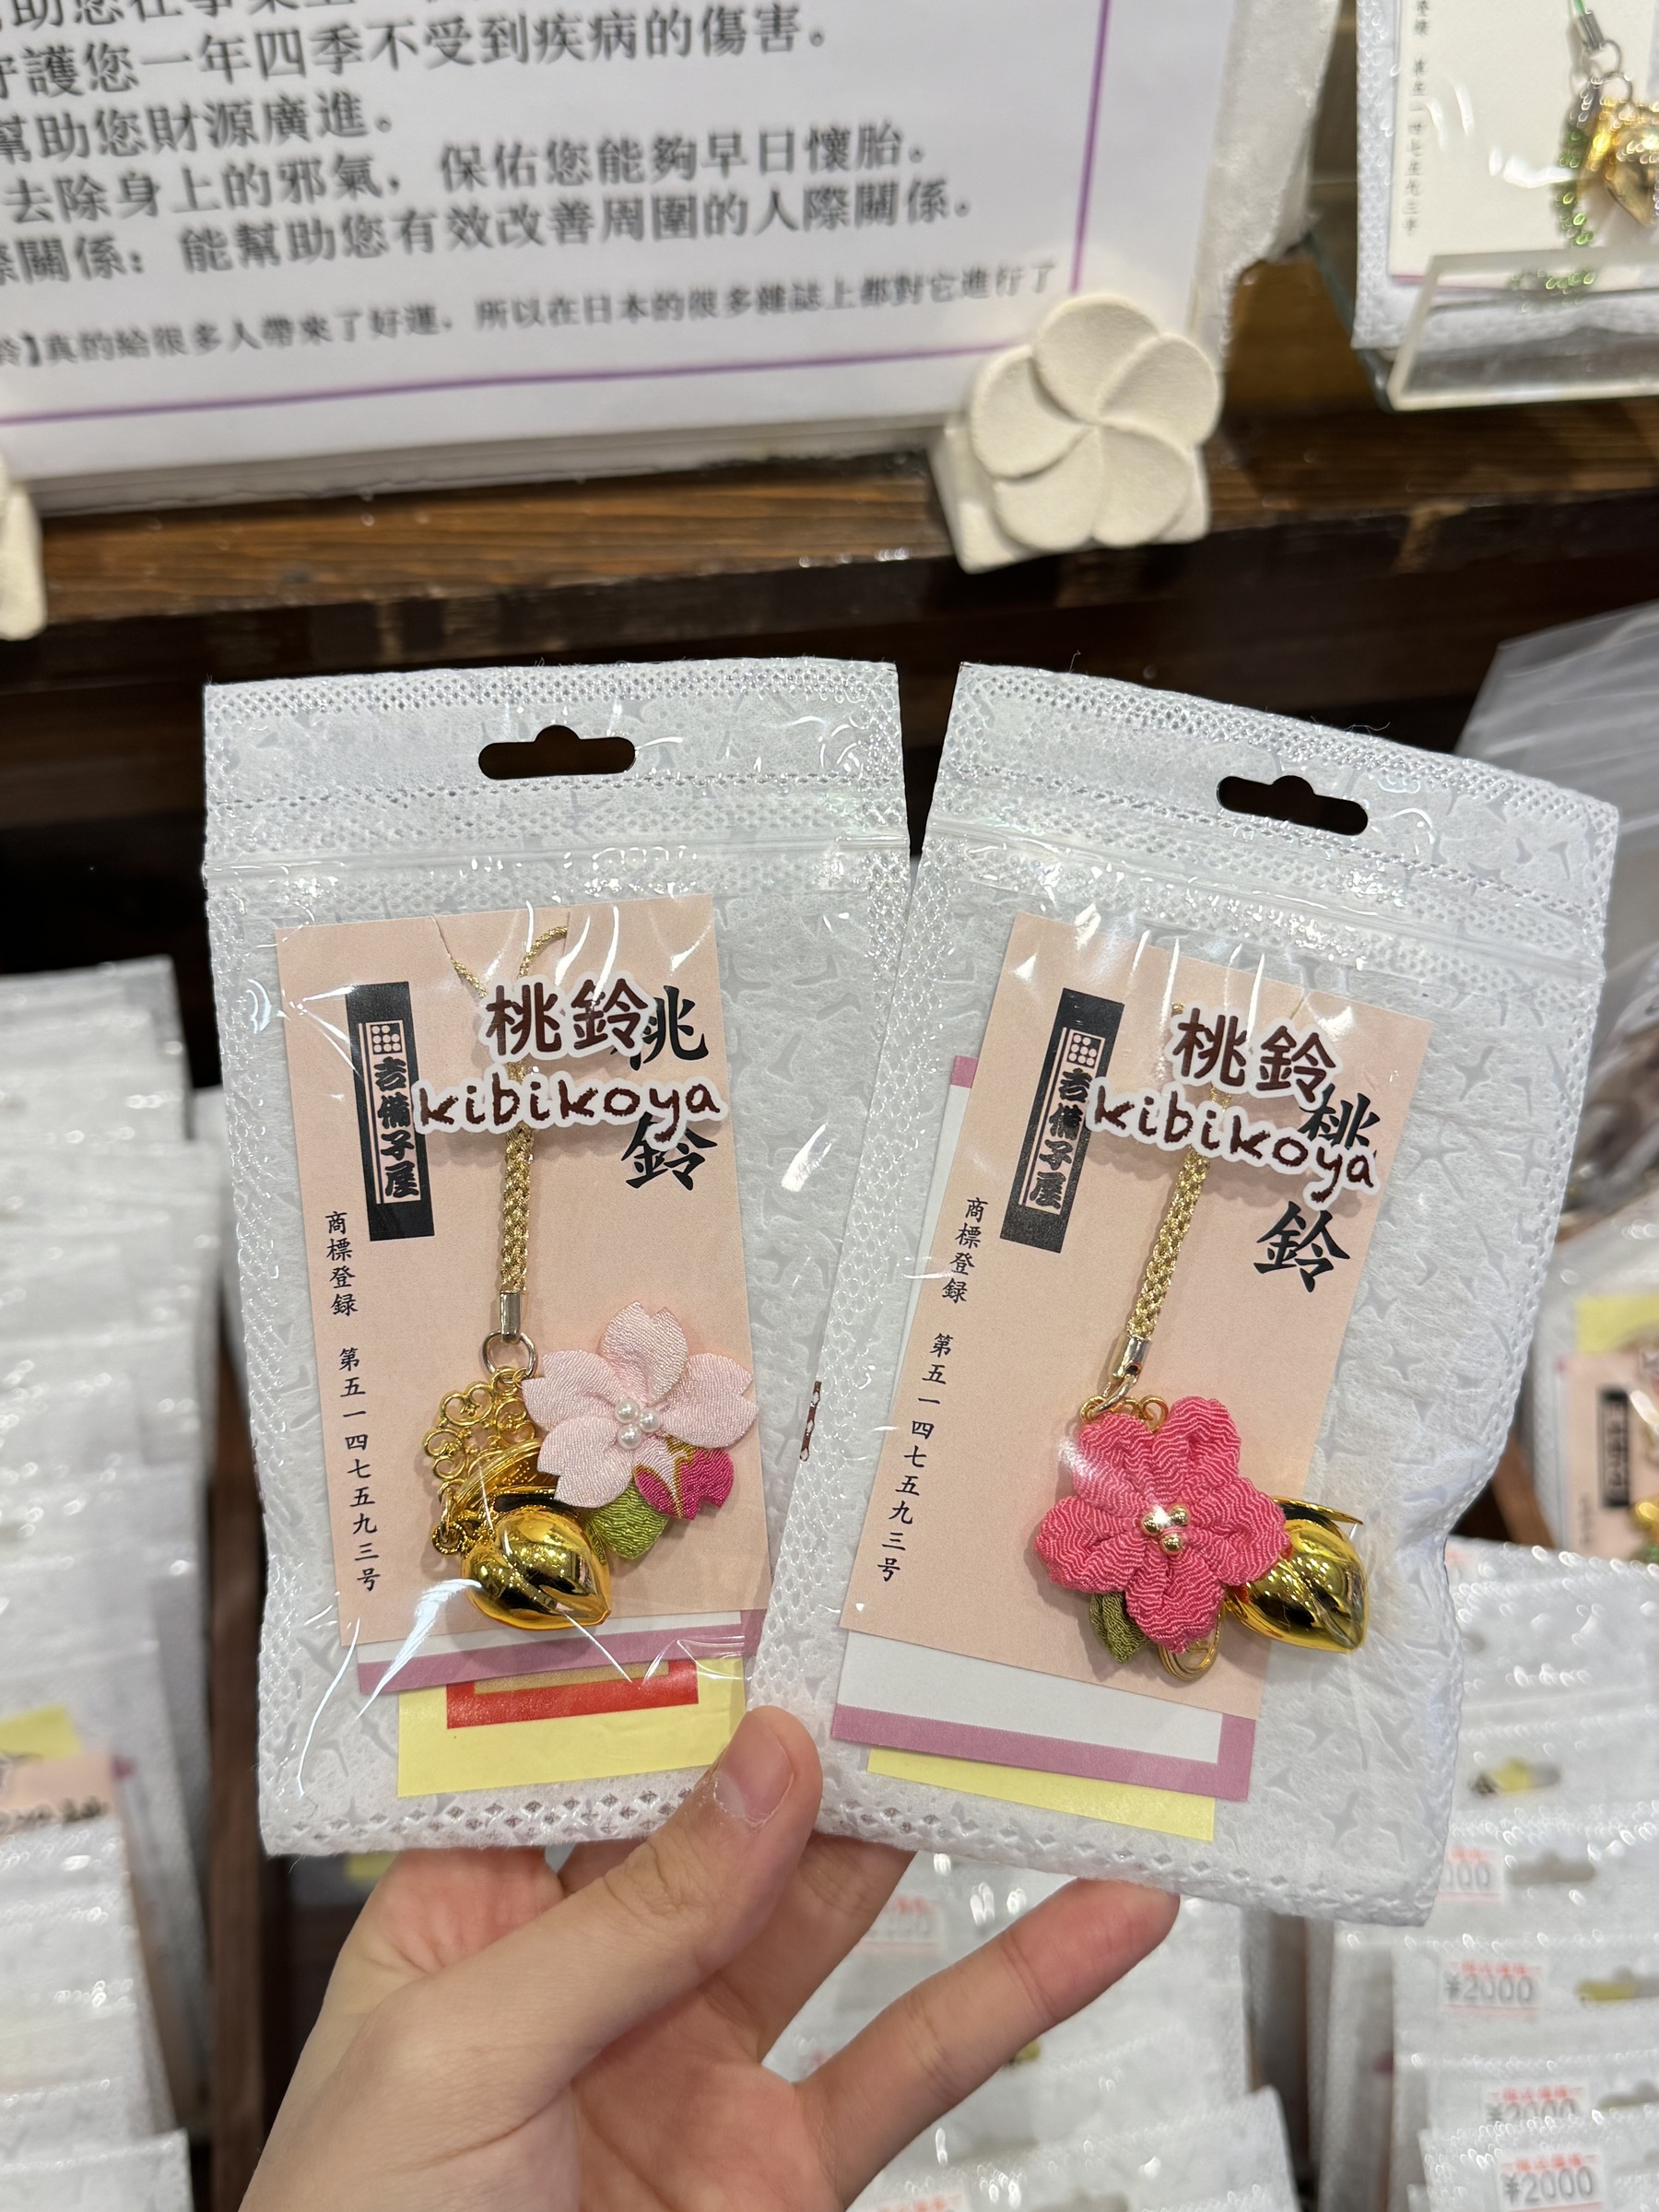 助您在事業上
守護您一年四季不受到疾病的傷害。
幫助您財源廣進。
去除身上的邪氣，保佑您能夠早日懷胎。
際關係：能幫助您有效改善周圍的人際關係。
鈴】真的給很多人帶來了好運，所以在日本的很多雜誌上都對它進行了
桃鈴
kibikoya
桃鈴
吉備子屋
商標登録 第五一四七五九三号
桃鈴
kibikoya
桃鈴
吉備子屋
商標登録 第五一四七五九三号
¥2000
¥2000
¥2000